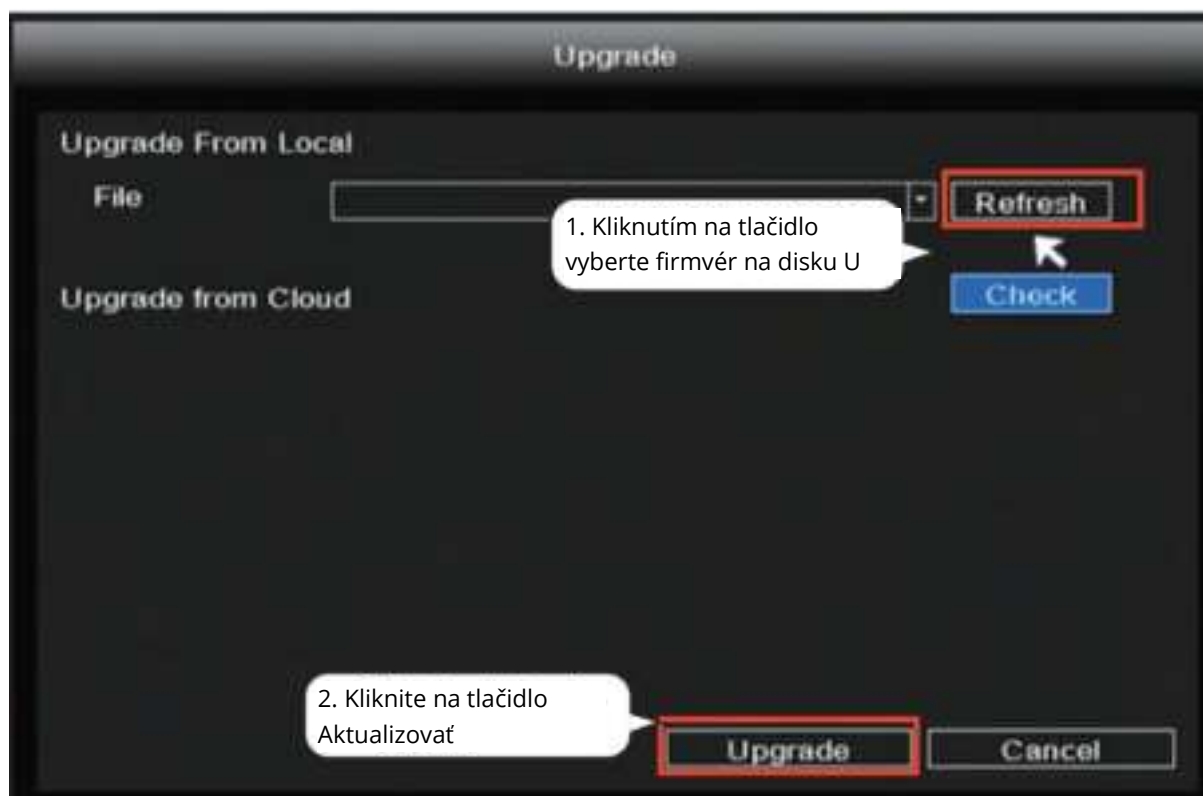 Upgrade
Upgrade From Local
File
Refresh
1. Kliknutím na tlačidlo
vyberte firmvér na disku U
Upgrade from Cloud
Check
2. Kliknite na tlačidlo
Aktualizovať
Upgrade
Cancel